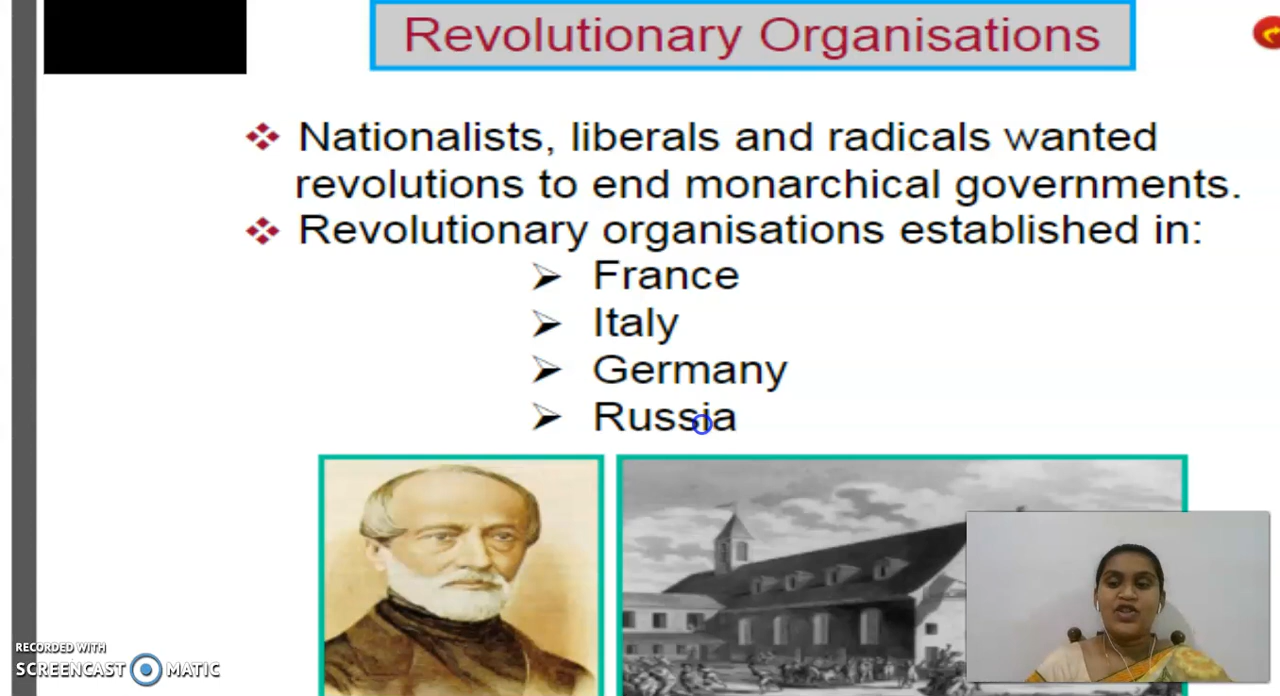 Revolutionary Organisations
Nationalists, liberals and radicals wanted
revolutions to end monarchical governments.
Revolutionary organisations established in:
France
Italy
Germany
Russia
RECORDED WITH
SCREENCAST MATIC